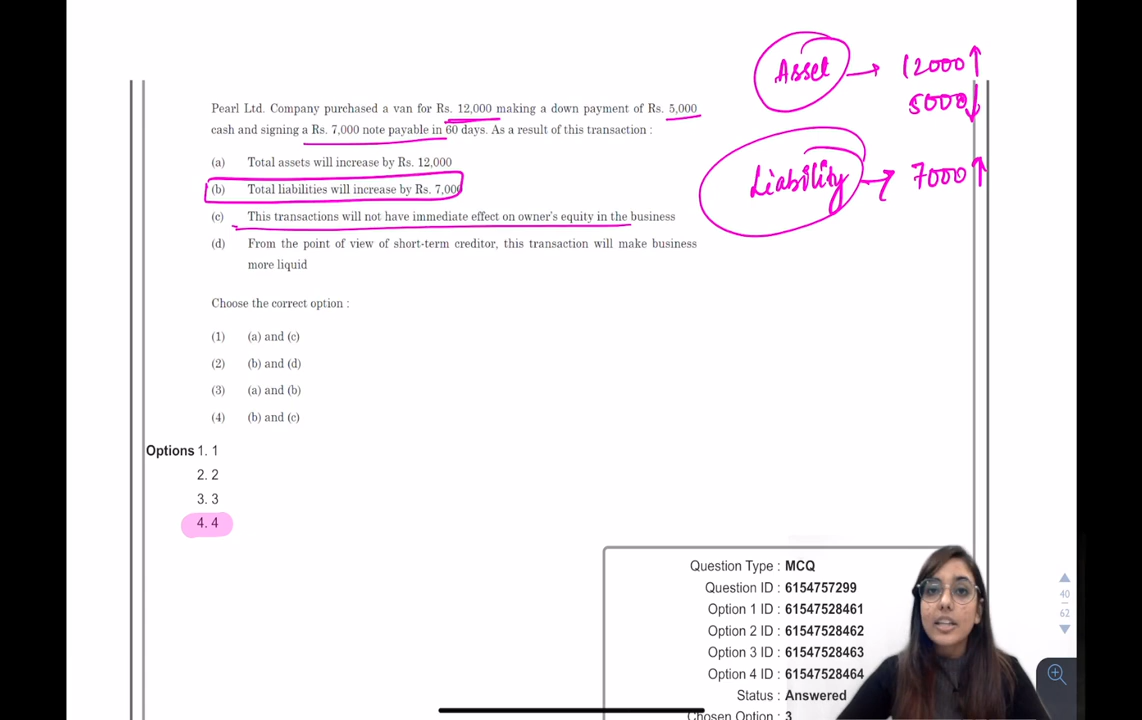 Asset → 12000↑
5000↓
Pearl Ltd. Company purchased a van for Rs. 12,000 making a down payment of Rs. 5,000
cash and signing a Rs. 7,000 note payable in 60 days. As a result of this transaction :
(a) Total assets will increase by Rs. 12,000
(b) Total liabilities will increase by Rs. 7,000
Liability → 7000↑
(c) This transactions will not have immediate effect on owner's equity in the business
(d) From the point of view of short-term creditor, this transaction will make business
more liquid
Choose the correct option :
(1) (a) and (c)
(2) (b) and (d)
(3) (a) and (b)
(4) (b) and (c)
Options 1. 1
2. 2
3. 3
4. 4
Question Type : MCQ
Question ID : 6154757299
Option 1 ID : 61547528461
Option 2 ID : 61547528462
Option 3 ID : 61547528463
Option 4 ID : 61547528464
Status : Answered
Chosen Option : 3
40
62